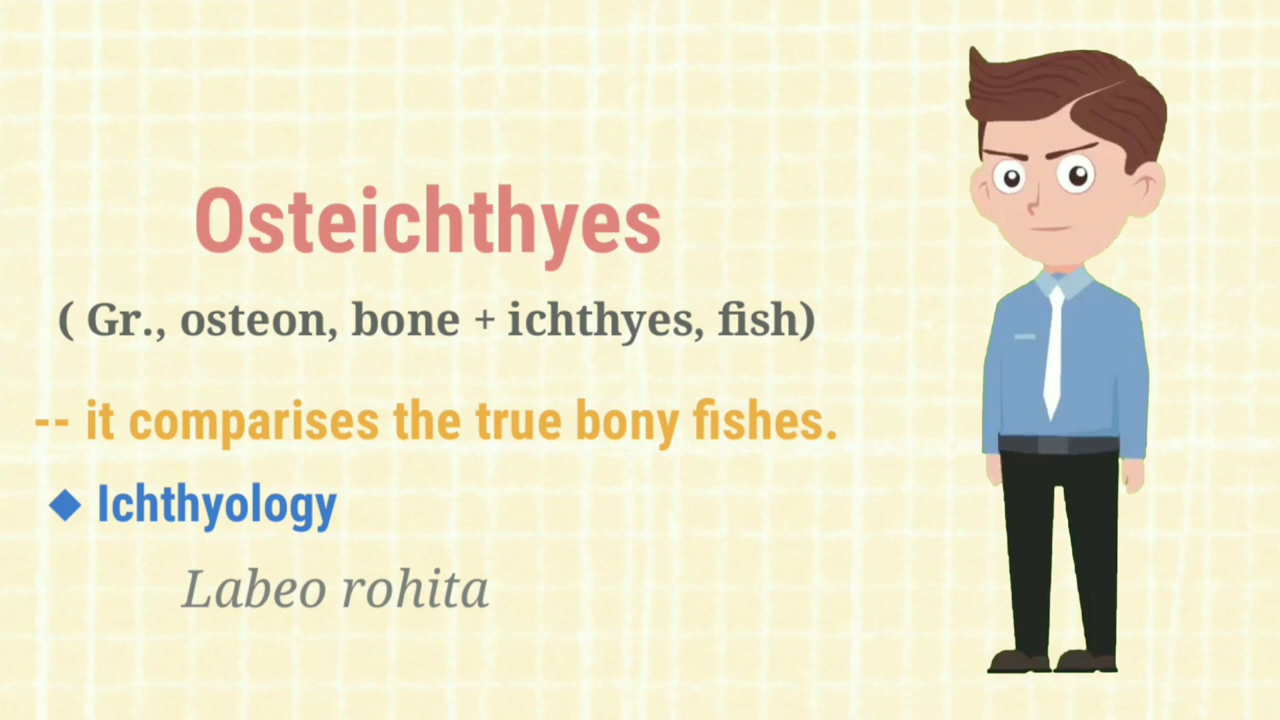 Osteichthyes
( Gr., osteon, bone + ichthyes, fish)
-- it comparises the true bony fishes.
◆ Ichthyology
Labeo rohita